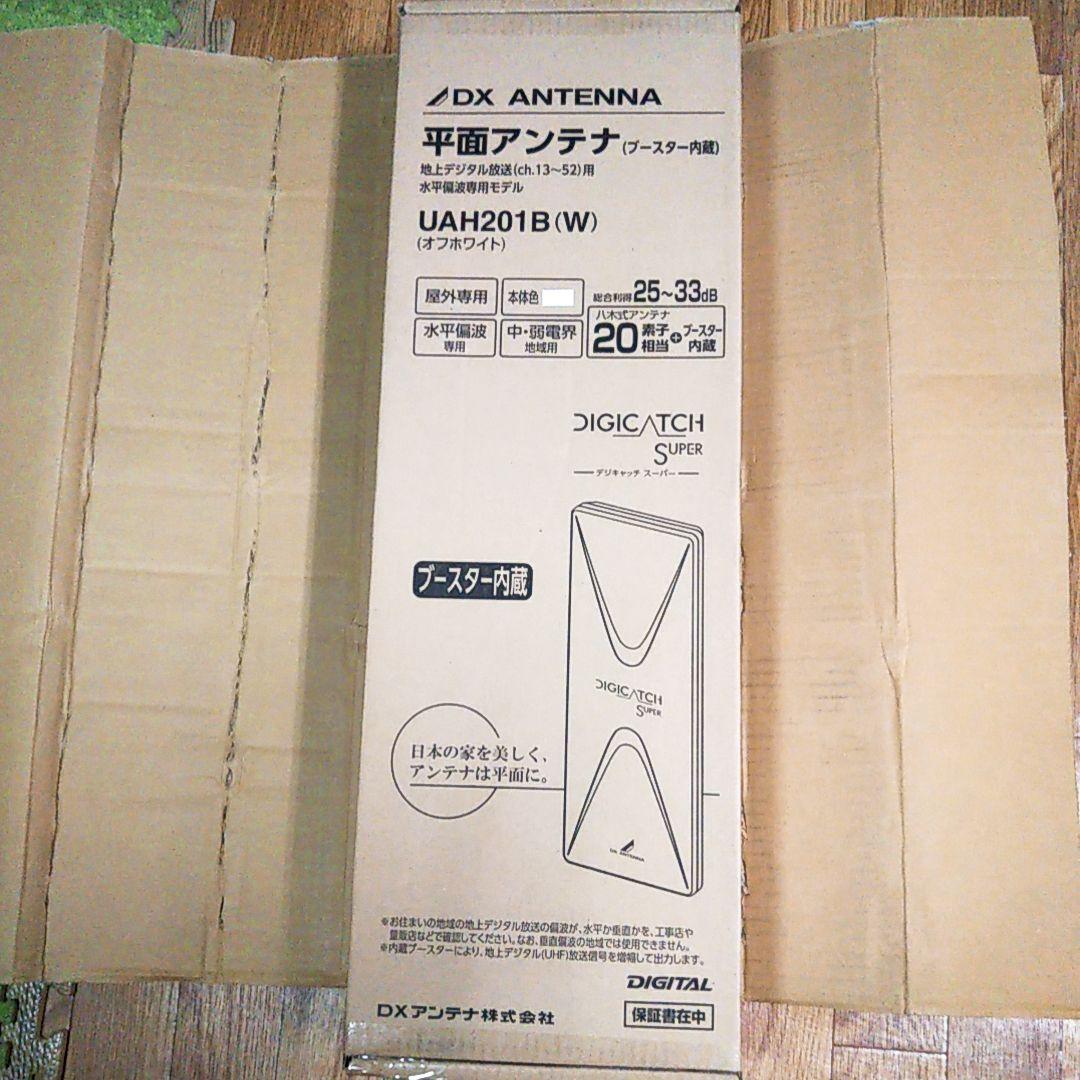 DX ANTENNA
平面アンテナ(ブースター内蔵)
地上デジタル放送(ch.13〜52)用
水平偏波専用モデル
UAH201B(W)
(オフホワイト)
屋外専用
本体色
総合利得25〜33dB
水平偏波
専用
中・弱電界
地域用
八木式アンテナ
20素子相当+ブースター内蔵
DIGICATCH
SUPER
デジキャッチ スーパー
ブースター内蔵
DIGICATCH
SUPER
日本の家を美しく、
アンテナは平面に。
DX ANTENNA
※お住まいの地域の地上デジタル放送の偏波が、水平か垂直かを、工事店や
量販店などで確認してください。なお、垂直偏波の地域では使用できません。
※内蔵ブースターにより、地上デジタル(UHF)放送信号を増幅して出力します。
DIGITAL
DXアンテナ株式会社
保証書在中